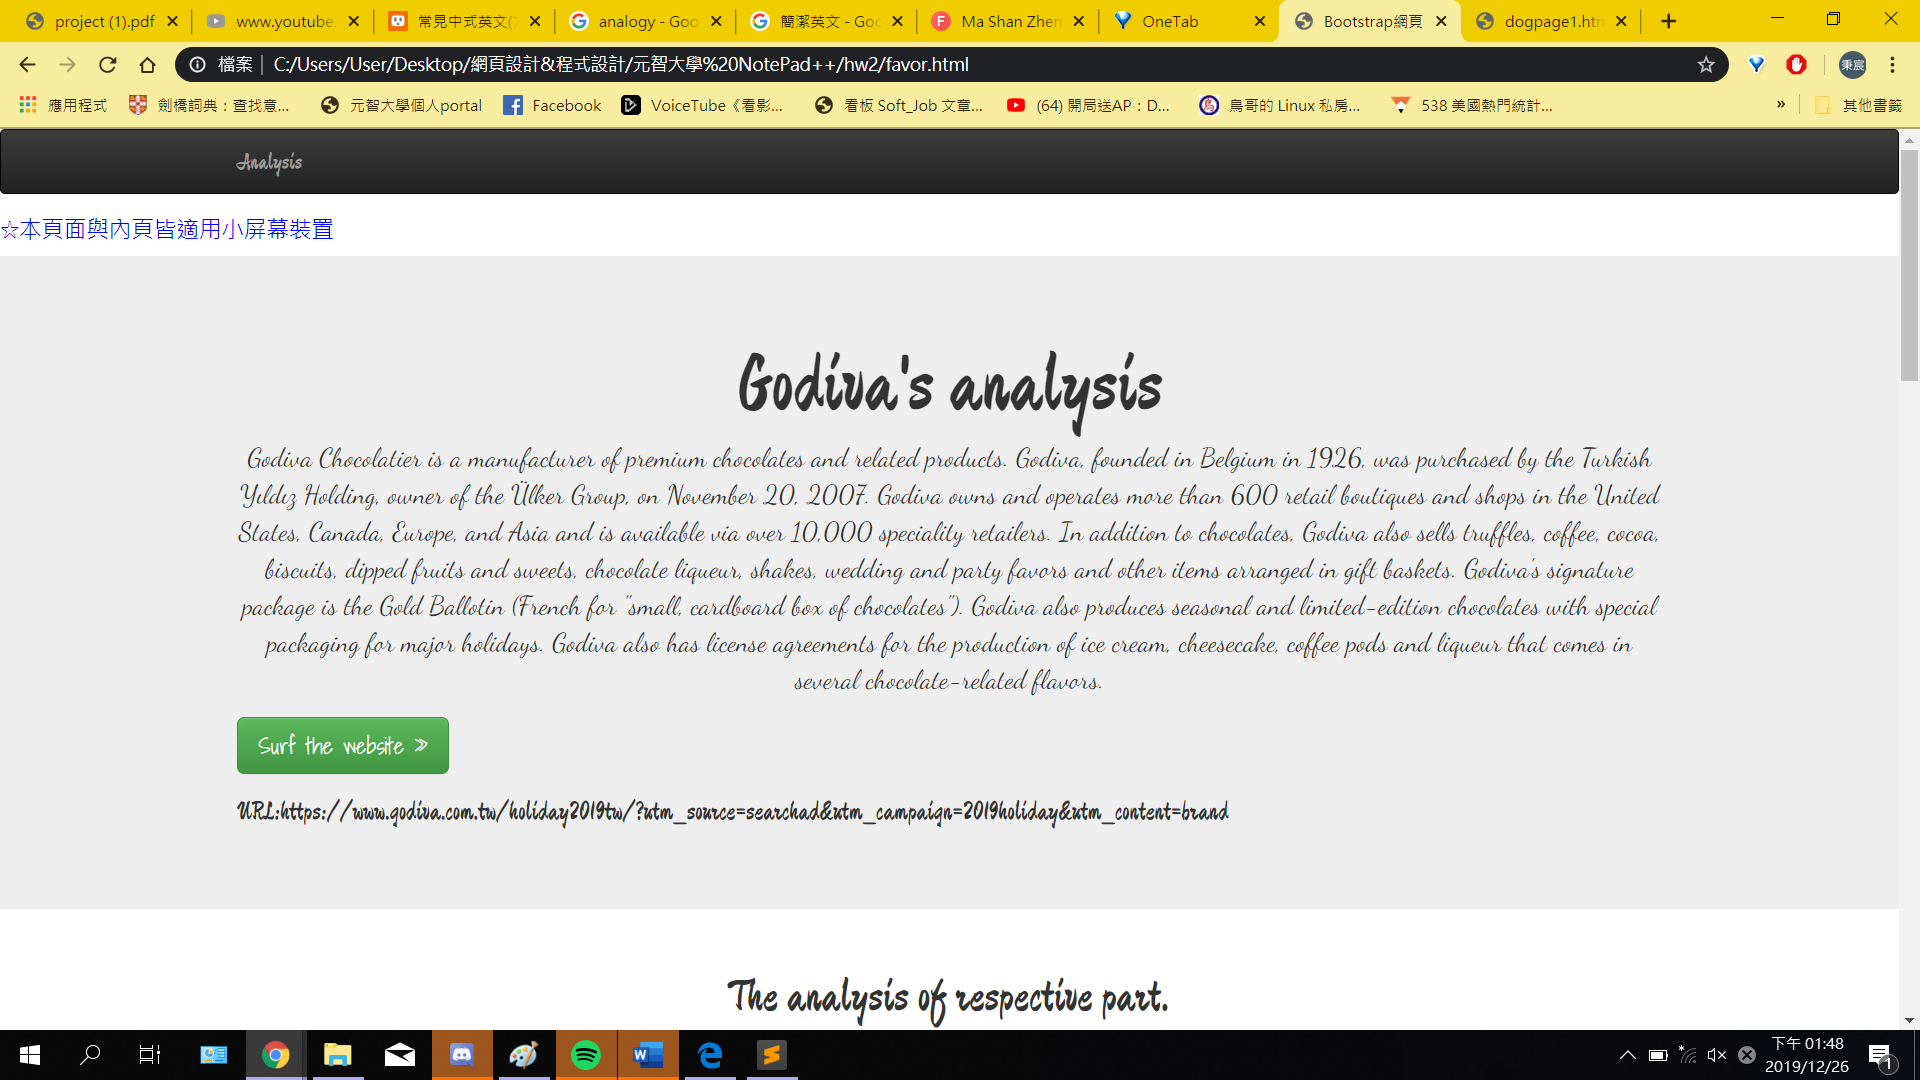 project (1).pdf
www.youtube.
常見中式英文(
analogy - Goo
簡潔英文 - Goo
Ma Shan Zhen
OneTab
Bootstrap網頁
dogpage1.htm
檔案 | C:/Users/User/Desktop/網頁設計&程式設計/元智大學%20NotePad++/hw2/favor.html
秉宸
應用程式
劍橋詞典：查找意...
元智大學個人portal
Facebook
VoiceTube《看影...
看板 Soft_Job 文章...
(64) 開局送AP：D...
鳥哥的 Linux 私房...
538 美國熱門統計...
»
其他書籤
Analysis
☆本頁面與內頁皆適用小屏幕裝置
Godiva's analysis
Godiva Chocolatier is a manufacturer of premium chocolates and related products. Godiva, founded in Belgium in 1926, was purchased by the Turkish
Yıldız Holding, owner of the Ülker Group, on November 20, 2007. Godiva owns and operates more than 600 retail boutiques and shops in the United
States, Canada, Europe, and Asia and is available via over 10,000 speciality retailers. In addition to chocolates, Godiva also sells truffles, coffee, cocoa,
biscuits, dipped fruits and sweets, chocolate liqueur, shakes, wedding and party favors and other items arranged in gift baskets. Godiva's signature
package is the Gold Ballotin (French for "small, cardboard box of chocolates"). Godiva also produces seasonal and limited-edition chocolates with special
packaging for major holidays. Godiva also has license agreements for the production of ice cream, cheesecake, coffee pods and liqueur that comes in
several chocolate-related flavors.
Surf the website »
URL:https://www.godiva.com.tw/holiday2019tw/?utm_source=searchad&utm_campaign=2019holiday&utm_content=brand
The analysis of respective part.
下午 01:48
2019/12/26
1